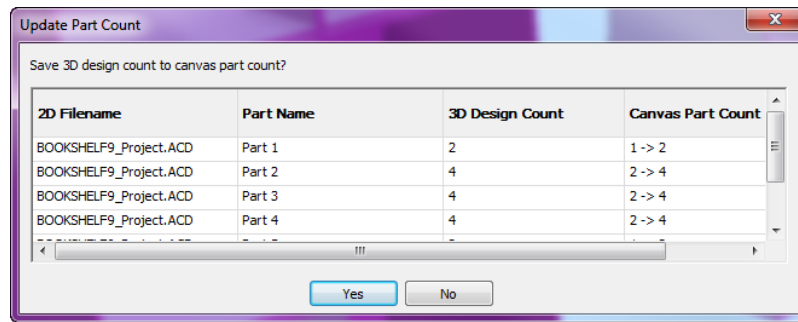 Update Part Count
Save 3D design count to canvas part count?
2D Filename Part Name 3D Design Count Canvas Part Count
BOOKSHELF9_Project.ACD Part 1 2 1 -> 2
BOOKSHELF9_Project.ACD Part 2 4 2 -> 4
BOOKSHELF9_Project.ACD Part 3 4 2 -> 4
BOOKSHELF9_Project.ACD Part 4 4 2 -> 4
Yes No